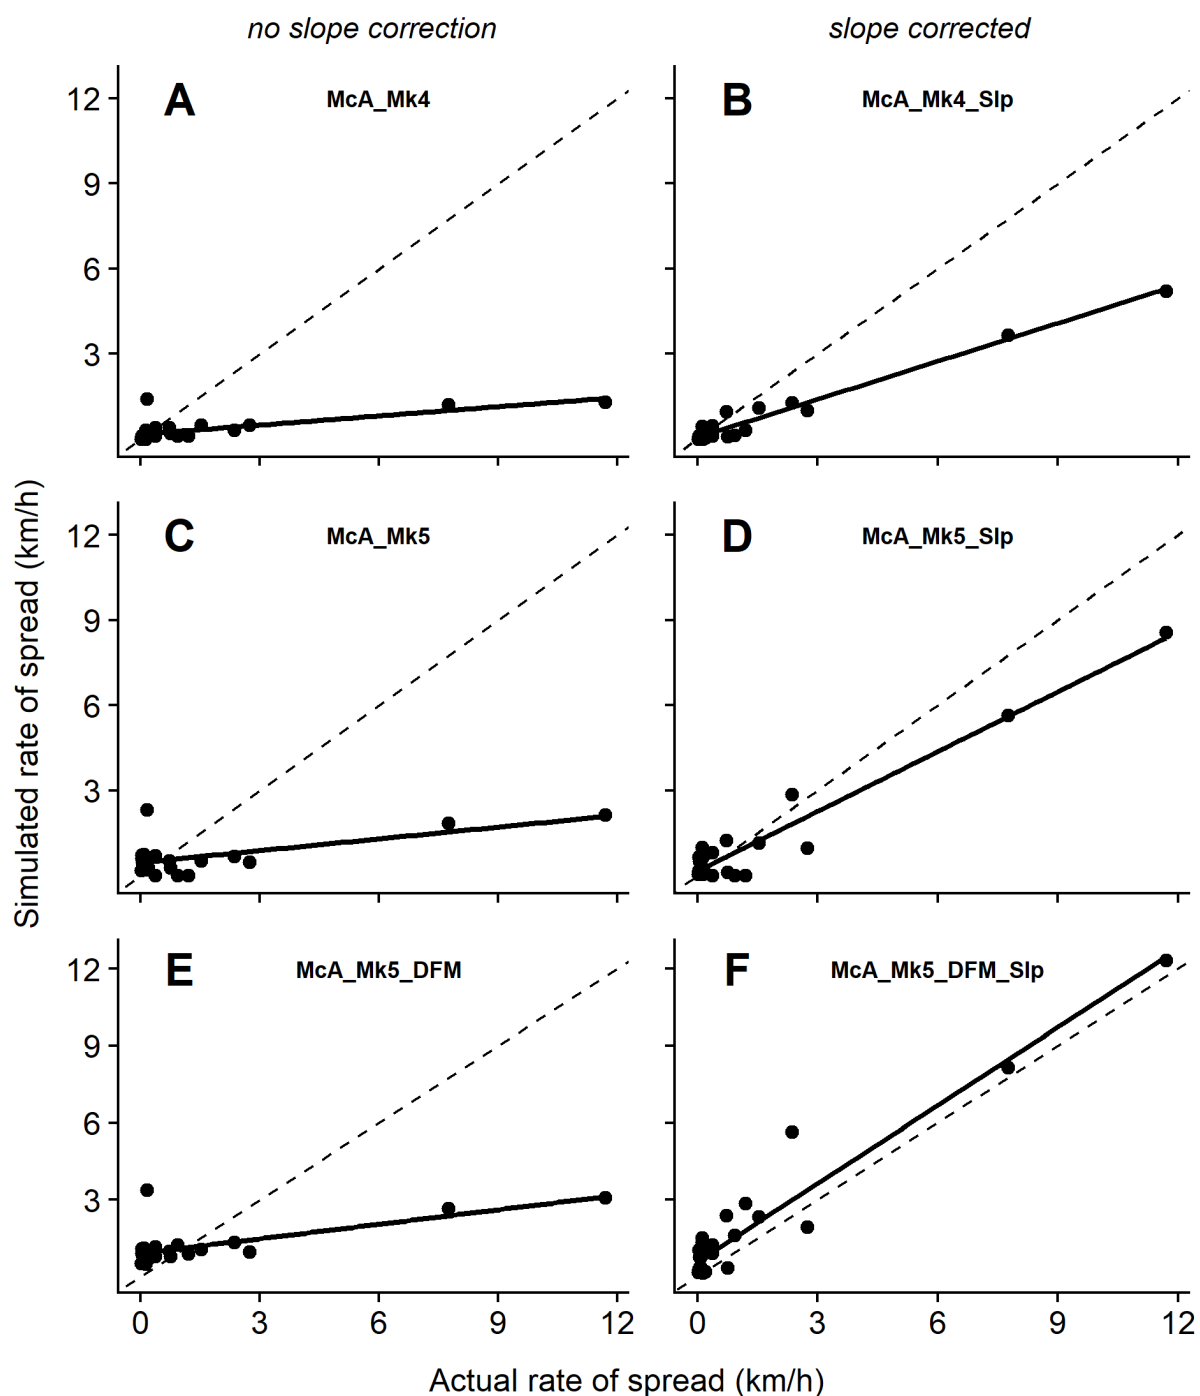 no slope correction
slope corrected
A
McA_Mk4
B
McA_Mk4_Slp
12
9
6
3
C
McA_Mk5
D
McA_Mk5_Slp
12
9
6
3
Simulated rate of spread (km/h)
E
McA_Mk5_DFM
F
McA_Mk5_DFM_Slp
12
9
6
3
0 3 6 9 12
0 3 6 9 12
Actual rate of spread (km/h)